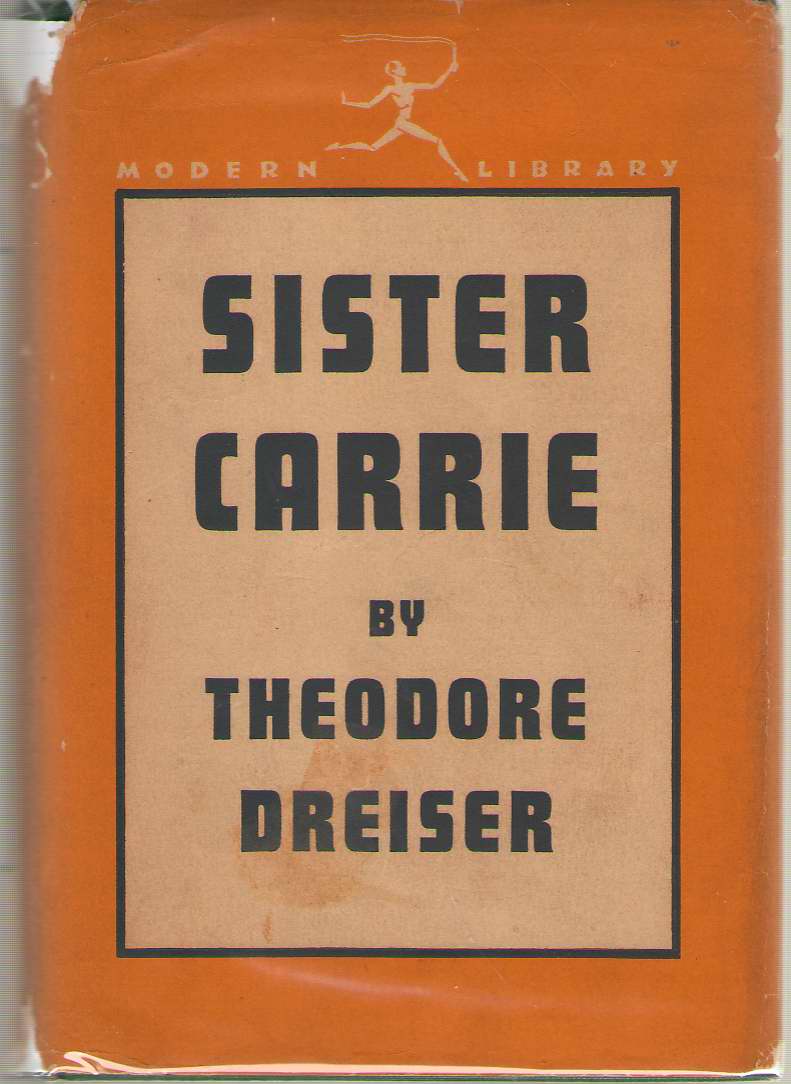 MODERN LIBRARY
SISTER
CARRIE
BY
THEODORE
DREISER